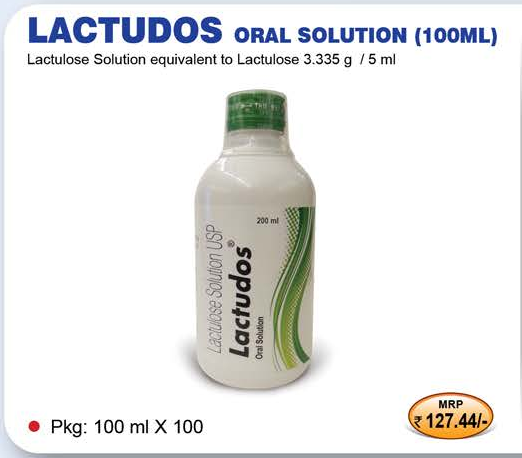 LACTUDOS ORAL SOLUTION (100ML)
Lactulose Solution equivalent to Lactulose 3.335 g / 5 ml
200 ml
Lactulose Solution USP
Lactudos®
Oral Solution
• Pkg: 100 ml X 100
MRP
₹ 127.44/-